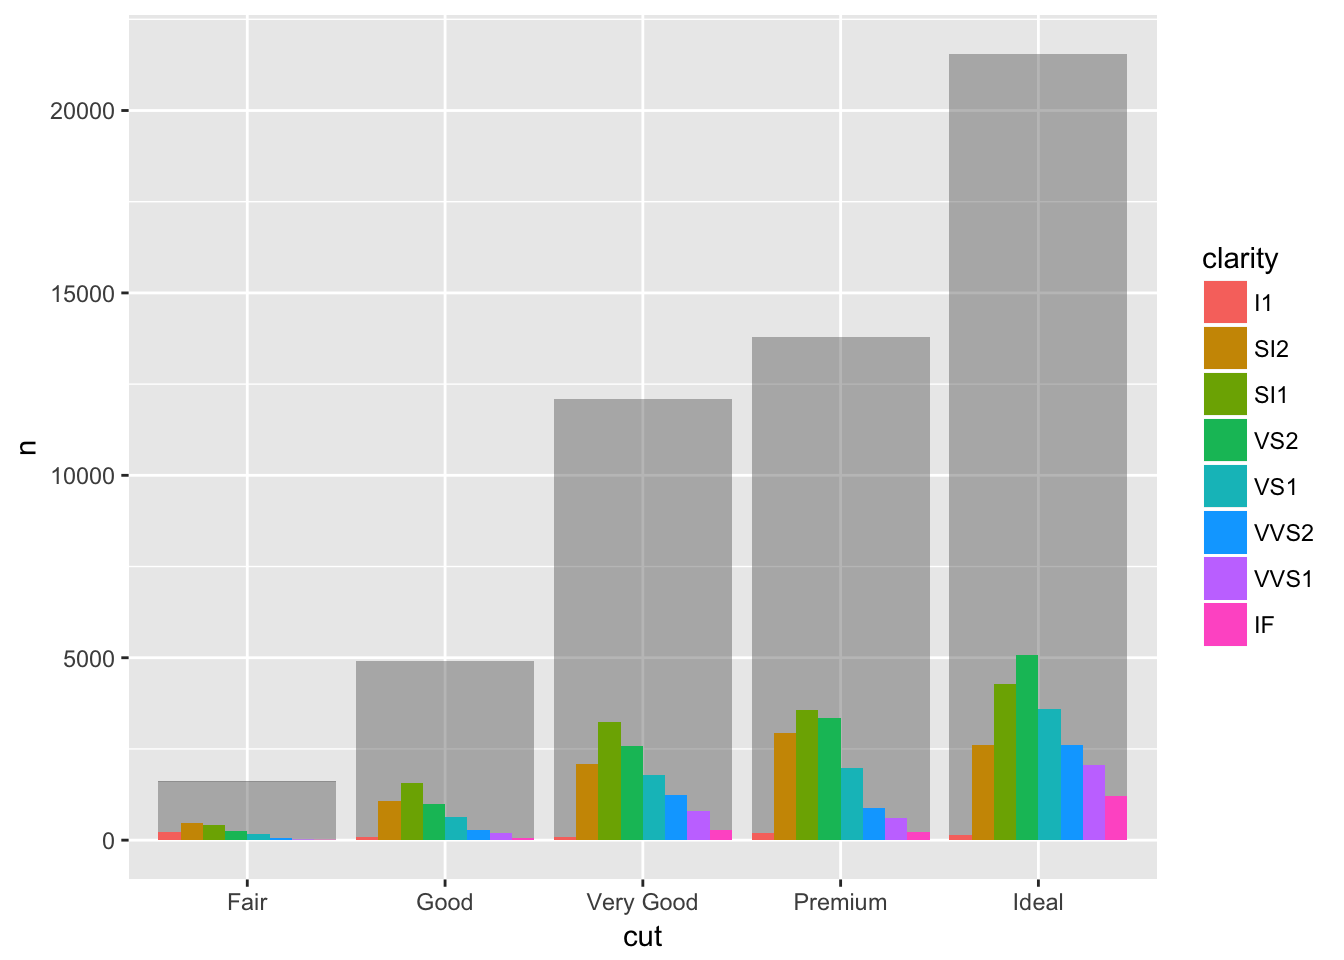 20000
15000
10000
5000
0
n
Fair Good Very Good Premium Ideal
cut
clarity
I1
SI2
SI1
VS2
VS1
VVS2
VVS1
IF